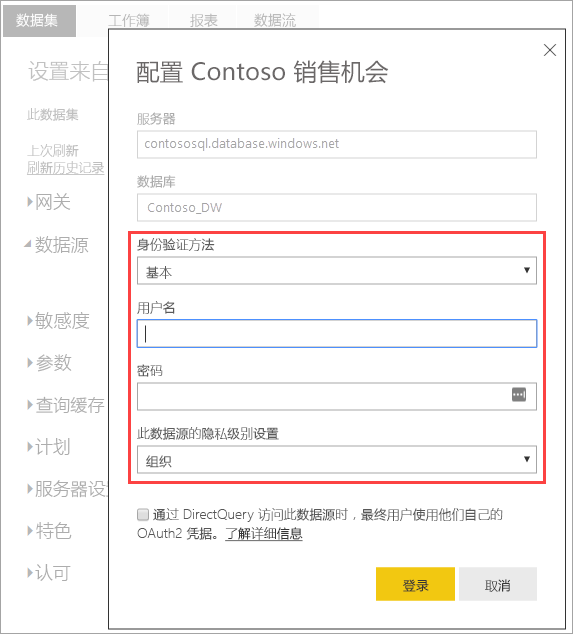 数据集
工作簿
报表
数据流
设置来自
此数据集
上次刷新
刷新历史记录
网关
数据源
敏感度
参数
查询缓存
计划
服务器设
特色
认可
配置 Contoso 销售机会
服务器
contososql.database.windows.net
数据库
Contoso_DW
身份验证方法
基本
用户名
密码
此数据源的隐私级别设置
组织
通过 DirectQuery 访问此数据源时，最终用户使用他们自己的
OAuth2 凭据。了解详细信息
登录
取消